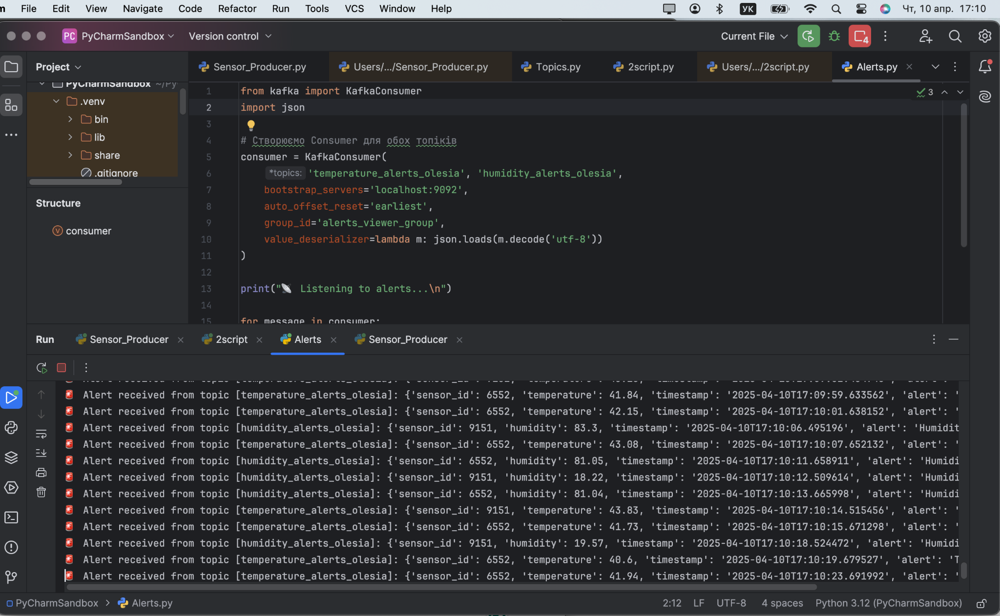 File Edit View Navigate Code Refactor Run Tools VCS Window Help УК Чт, 10 апр. 17:10
PC PyCharmSandbox Version control Current File 4
Project Sensor_Producer.py Users/.../Sensor_Producer.py Topics.py 2script.py Users/.../2script.py Alerts.py
PyCharmSandbox ~/Py
.venv
bin
lib
share
.gitignore
Structure
consumer
3
1 from kafka import KafkaConsumer
2 import json
3
4 # Створюємо Consumer для обох топіків
5 consumer = KafkaConsumer(
6 *topics: 'temperature_alerts_olesia', 'humidity_alerts_olesia',
7 bootstrap_servers='localhost:9092',
8 auto_offset_reset='earliest',
9 group_id='alerts_viewer_group',
10 value_deserializer=lambda m: json.loads(m.decode('utf-8'))
11 )
12
13 print("📡 Listening to alerts...\n")
14
15 for message in consumer:
Run Sensor_Producer 2script Alerts Sensor_Producer
🚨 Alert received from topic [temperature_alerts_olesia]: {'sensor_id': 6552, 'temperature': 41.84, 'timestamp': '2025-04-10T17:09:59.633562', 'alert': '
🚨 Alert received from topic [temperature_alerts_olesia]: {'sensor_id': 6552, 'temperature': 42.15, 'timestamp': '2025-04-10T17:10:01.638152', 'alert': '
🚨 Alert received from topic [humidity_alerts_olesia]: {'sensor_id': 9151, 'humidity': 83.3, 'timestamp': '2025-04-10T17:10:06.495196', 'alert': 'Humidit
🚨 Alert received from topic [temperature_alerts_olesia]: {'sensor_id': 6552, 'temperature': 43.08, 'timestamp': '2025-04-10T17:10:07.652132', 'alert': '
🚨 Alert received from topic [humidity_alerts_olesia]: {'sensor_id': 6552, 'humidity': 81.05, 'timestamp': '2025-04-10T17:10:11.658911', 'alert': 'Humidi
🚨 Alert received from topic [humidity_alerts_olesia]: {'sensor_id': 9151, 'humidity': 18.22, 'timestamp': '2025-04-10T17:10:12.509614', 'alert': 'Humidi
🚨 Alert received from topic [humidity_alerts_olesia]: {'sensor_id': 6552, 'humidity': 81.04, 'timestamp': '2025-04-10T17:10:13.665998', 'alert': 'Humidi
🚨 Alert received from topic [temperature_alerts_olesia]: {'sensor_id': 9151, 'temperature': 43.83, 'timestamp': '2025-04-10T17:10:14.515456', 'alert': '
🚨 Alert received from topic [temperature_alerts_olesia]: {'sensor_id': 6552, 'temperature': 41.73, 'timestamp': '2025-04-10T17:10:15.671298', 'alert': '
🚨 Alert received from topic [humidity_alerts_olesia]: {'sensor_id': 9151, 'humidity': 19.57, 'timestamp': '2025-04-10T17:10:18.524472', 'alert': 'Humidi
🚨 Alert received from topic [temperature_alerts_olesia]: {'sensor_id': 6552, 'temperature': 40.6, 'timestamp': '2025-04-10T17:10:19.679527', 'alert': 'T
🚨 Alert received from topic [temperature_alerts_olesia]: {'sensor_id': 6552, 'temperature': 41.94, 'timestamp': '2025-04-10T17:10:23.691992', 'alert': '
PyCharmSandbox > Alerts.py 2:12 LF UTF-8 4 spaces Python 3.12 (PyCharmSandbox)